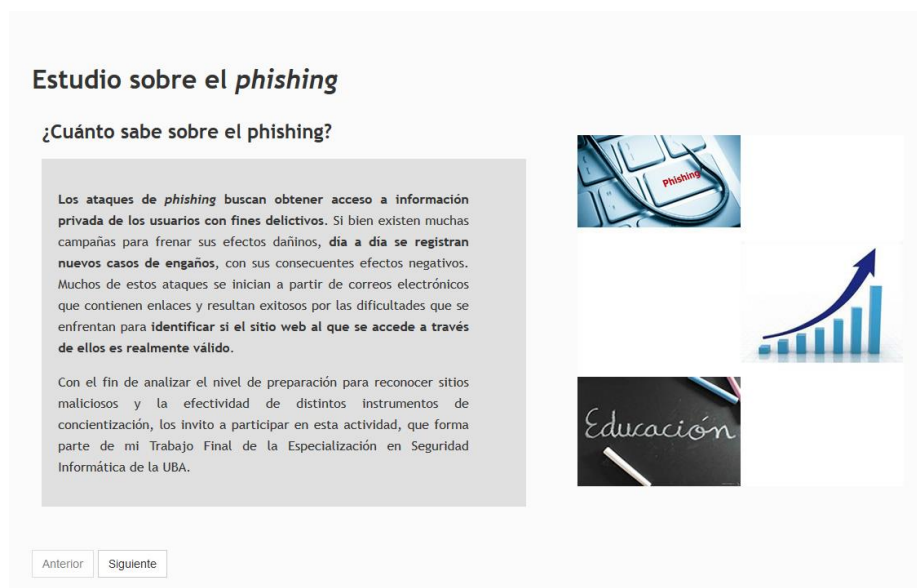 Estudio sobre el phishing
¿Cuánto sabe sobre el phishing?
Los ataques de phishing buscan obtener acceso a información
privada de los usuarios con fines delictivos. Si bien existen muchas
campañas para frenar sus efectos dañinos, día a día se registran
nuevos casos de engaños, con sus consecuentes efectos negativos.
Muchos de estos ataques se inician a partir de correos electrónicos
que contienen enlaces y resultan exitosos por las dificultades que se
enfrentan para identificar si el sitio web al que se accede a través
de ellos es realmente válido.
Con el fin de analizar el nivel de preparación para reconocer sitios
maliciosos y la efectividad de distintos instrumentos de
concientización, los invito a participar en esta actividad, que forma
parte de mi Trabajo Final de la Especialización en Seguridad
Informática de la UBA.
Phishing
Educación
Anterior
Siguiente